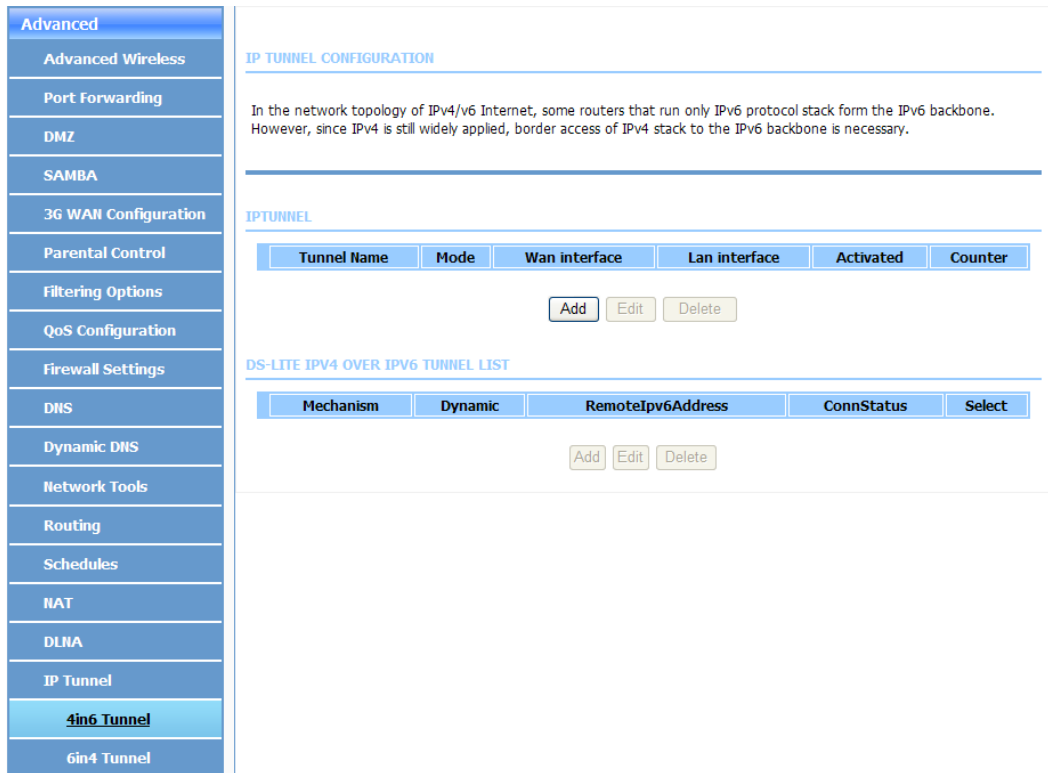 Advanced
Advanced Wireless
Port Forwarding
DMZ
SAMBA
3G WAN Configuration
Parental Control
Filtering Options
QoS Configuration
Firewall Settings
DNS
Dynamic DNS
Network Tools
Routing
Schedules
NAT
DLNA
IP Tunnel
4in6 Tunnel
6in4 Tunnel
IP TUNNEL CONFIGURATION
In the network topology of IPv4/v6 Internet, some routers that run only IPv6 protocol stack form the IPv6 backbone.
However, since IPv4 is still widely applied, border access of IPv4 stack to the IPv6 backbone is necessary.
IPTUNNEL
Tunnel Name Mode Wan interface Lan interface Activated Counter
Add Edit Delete
DS-LITE IPV4 OVER IPV6 TUNNEL LIST
Mechanism Dynamic RemoteIpv6Address ConnStatus Select
Add Edit Delete